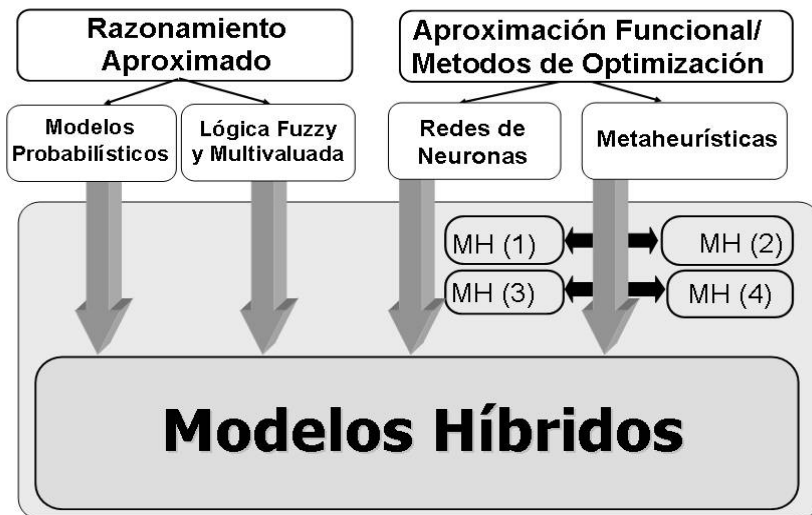 Razonamiento
Aproximado
Aproximación Funcional/
Metodos de Optimización
Modelos
Probabilísticos
Lógica Fuzzy
y Multivaluada
Redes de
Neuronas
Metaheurísticas
MH (1)
MH (2)
MH (3)
MH (4)
Modelos Híbridos